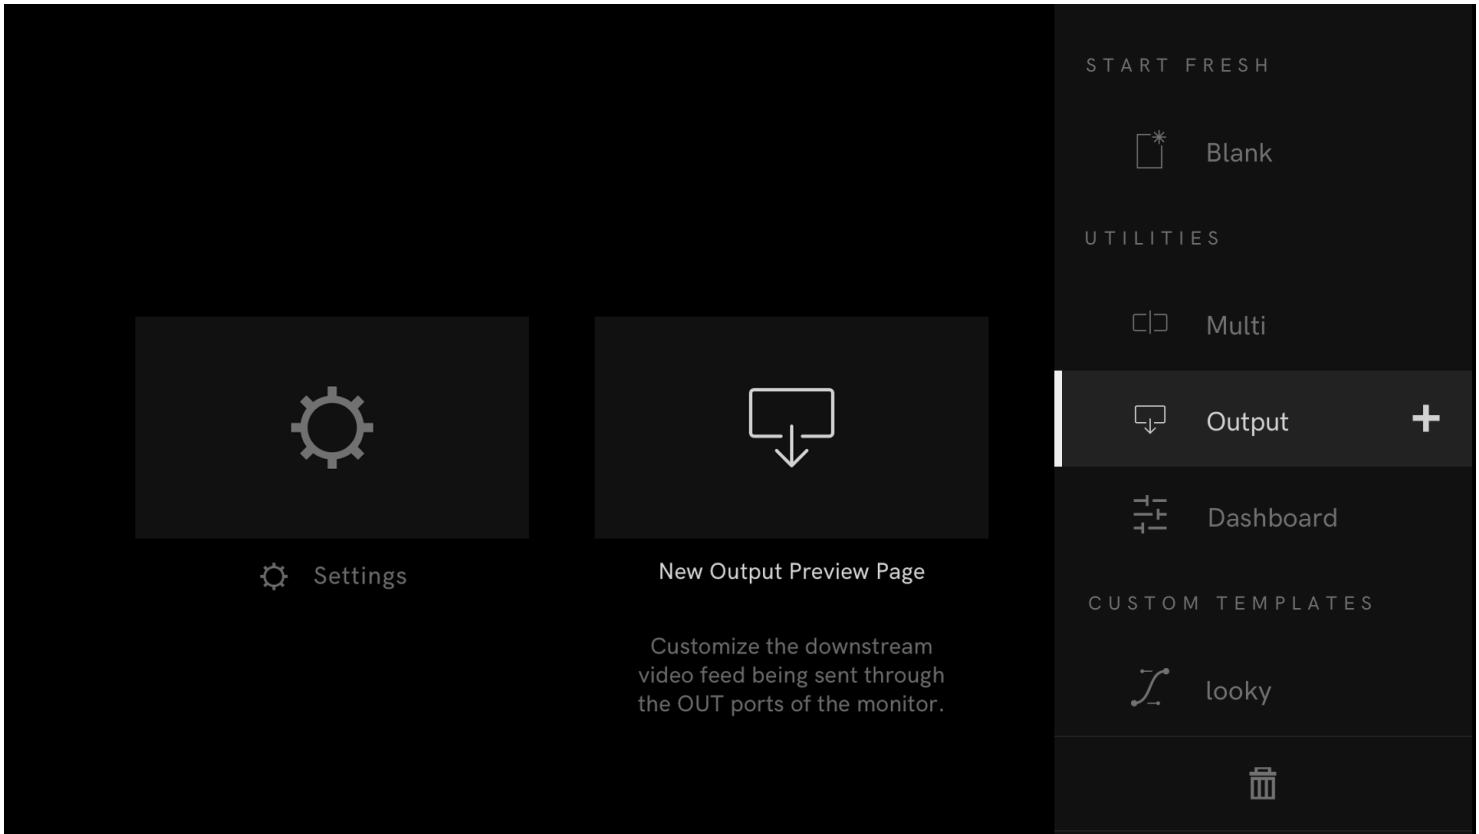 Settings
New Output Preview Page
Customize the downstream
video feed being sent through
the OUT ports of the monitor.
START FRESH
Blank
UTILITIES
Multi
Output
Dashboard
CUSTOM TEMPLATES
looky